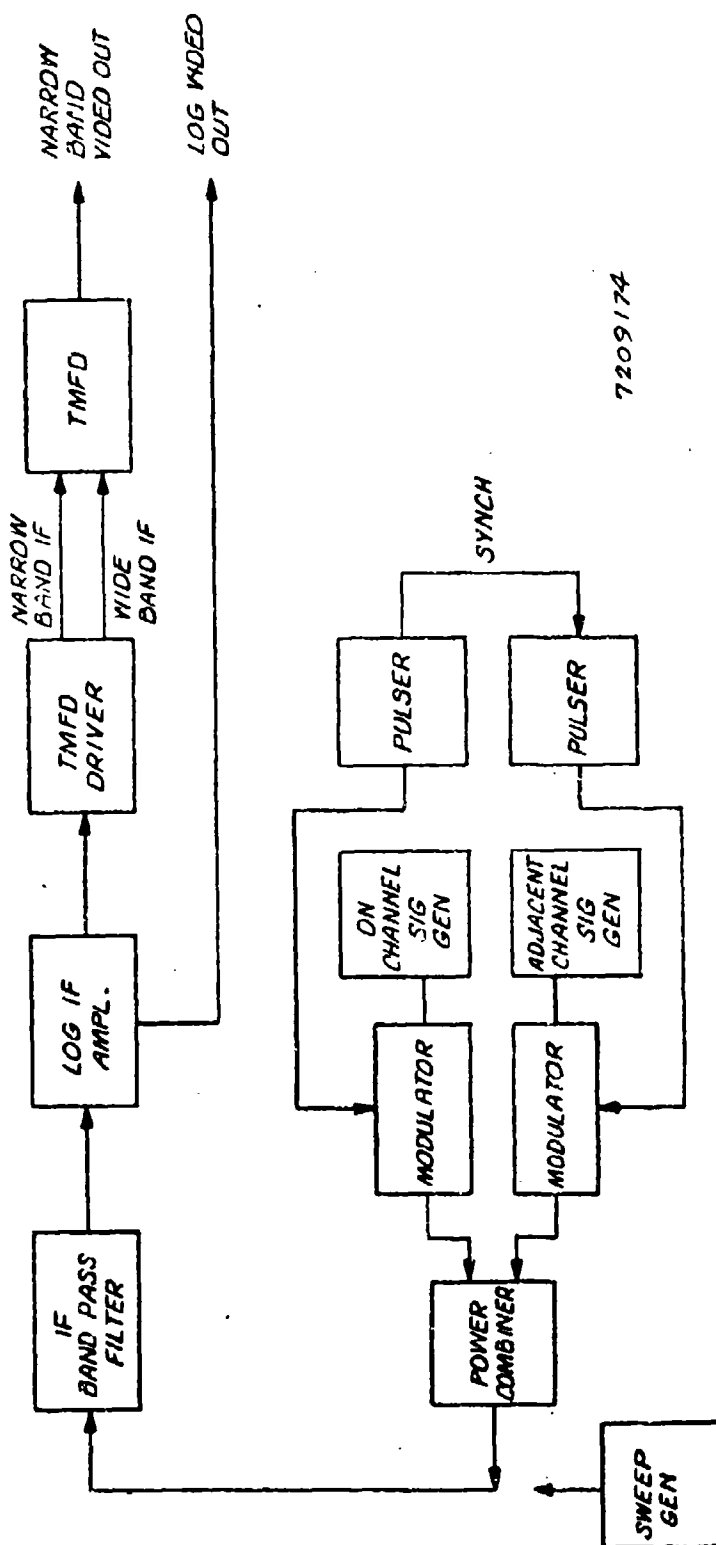 IF
BAND PASS
FILTER
LOG IF
AMPL.
TMFD
DRIVER
NARROW
BAND IF
WIDE
BAND IF
TMFD
NARROW
BAND
VIDEO OUT
LOG VIDEO
OUT
SWEEP
GEN
POWER
COMBINER
MODULATOR
MODULATOR
ON
CHANNEL
SIG
GEN
ADJACENT
CHANNEL
SIG
GEN
PULSER
PULSER
SYNCH
7209174